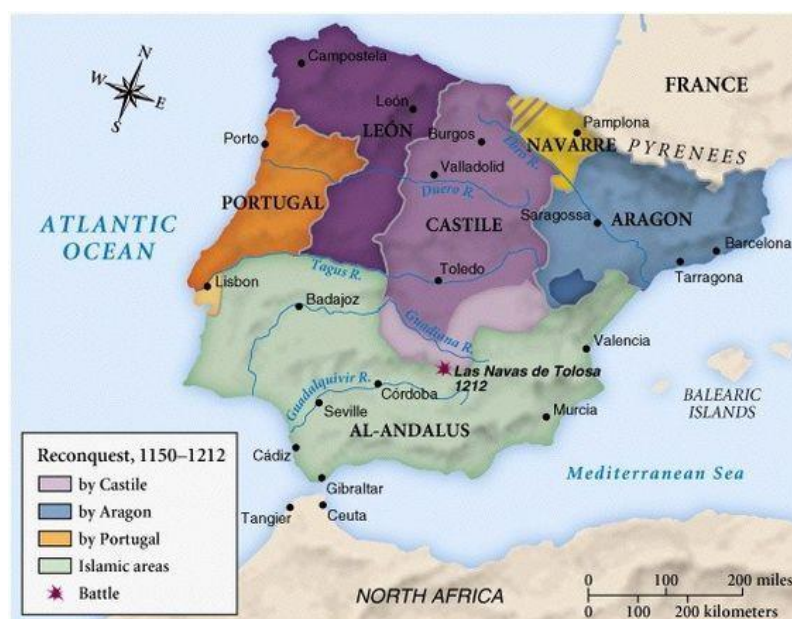 N
W
E
S
Campostela
León
LEÓN
Burgos
Pamplona
NAVARRE
FRANCE
PYRENEES
Ebro R.
Porto
Valladolid
Duero R.
PORTUGAL
CASTILE
Saragossa
ARAGON
Barcelona
Tarragona
ATLANTIC
OCEAN
Lisbon
Tagus R.
Toledo
Badajoz
Guadiana R.
Valencia
Las Navas de Tolosa
1212
BALEARIC
ISLANDS
Guadalquivir R.
Córdoba
Seville
Murcia
AL-ANDALUS
Cádiz
Mediterranean Sea
Gibraltar
Tangier
Ceuta
NORTH AFRICA
Reconquest, 1150–1212
by Castile
by Aragon
by Portugal
Islamic areas
Battle
0 100 200 miles
0 100 200 kilometers